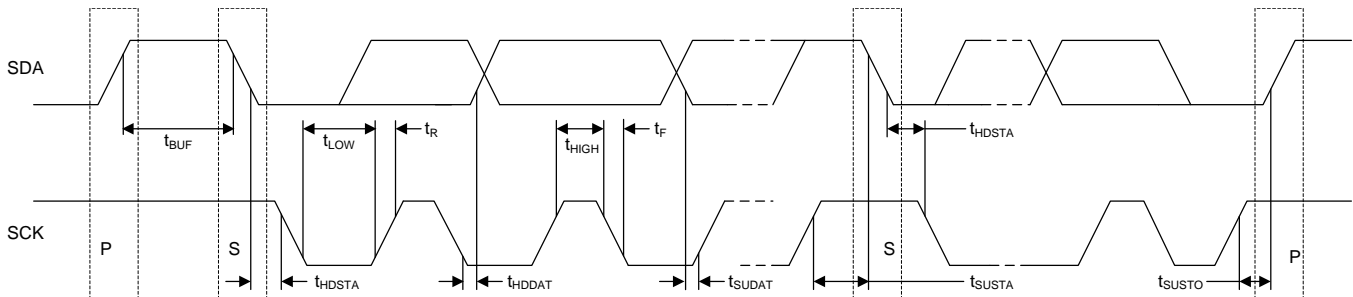 SDA
tBUF
tLOW
tR
tHIGH
tF
tHDSTA
SCK
P
S
S
P
tHDSTA
tHDDAT
tSUDAT
tSUSTA
tSUSTO